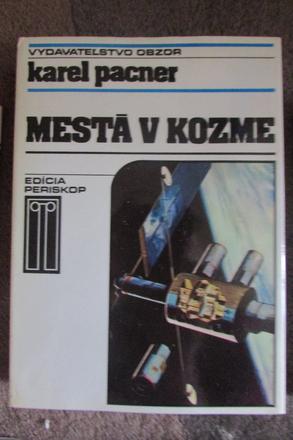 VYDAVATEĽSTVO OBZOR
karel pacner
MESTÁ V KOZME
EDÍCIA
PERISKOP